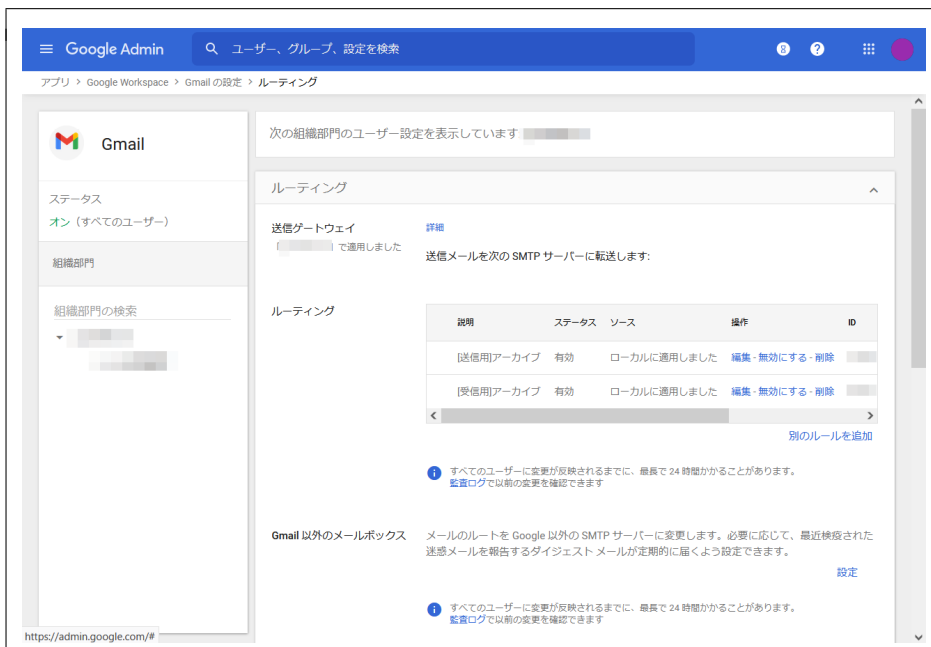 Google Admin
ユーザー、グループ、設定を検索
アプリ > Google Workspace > Gmail の設定 > ルーティング
Gmail
ステータス
オン（すべてのユーザー）
組織部門
組織部門の検索
次の組織部門のユーザー設定を表示しています
ルーティング
送信ゲートウェイ
で適用しました
詳細
送信メールを次の SMTP サーバーに転送します:
ルーティング
説明 ステータス ソース 操作 ID
[送信用]アーカイブ 有効 ローカルに適用しました 編集 - 無効にする - 削除
[受信用]アーカイブ 有効 ローカルに適用しました 編集 - 無効にする - 削除
別のルールを追加
すべてのユーザーに変更が反映されるまでに、最長で 24 時間かかることがあります。
監査ログで以前の変更を確認できます
Gmail 以外のメールボックス
メールのルートを Google 以外の SMTP サーバーに変更します。必要に応じて、最近検疫された
迷惑メールを報告するダイジェスト メールが定期的に届くよう設定できます。
設定
すべてのユーザーに変更が反映されるまでに、最長で 24 時間かかることがあります。
監査ログで以前の変更を確認できます
https://admin.google.com/#